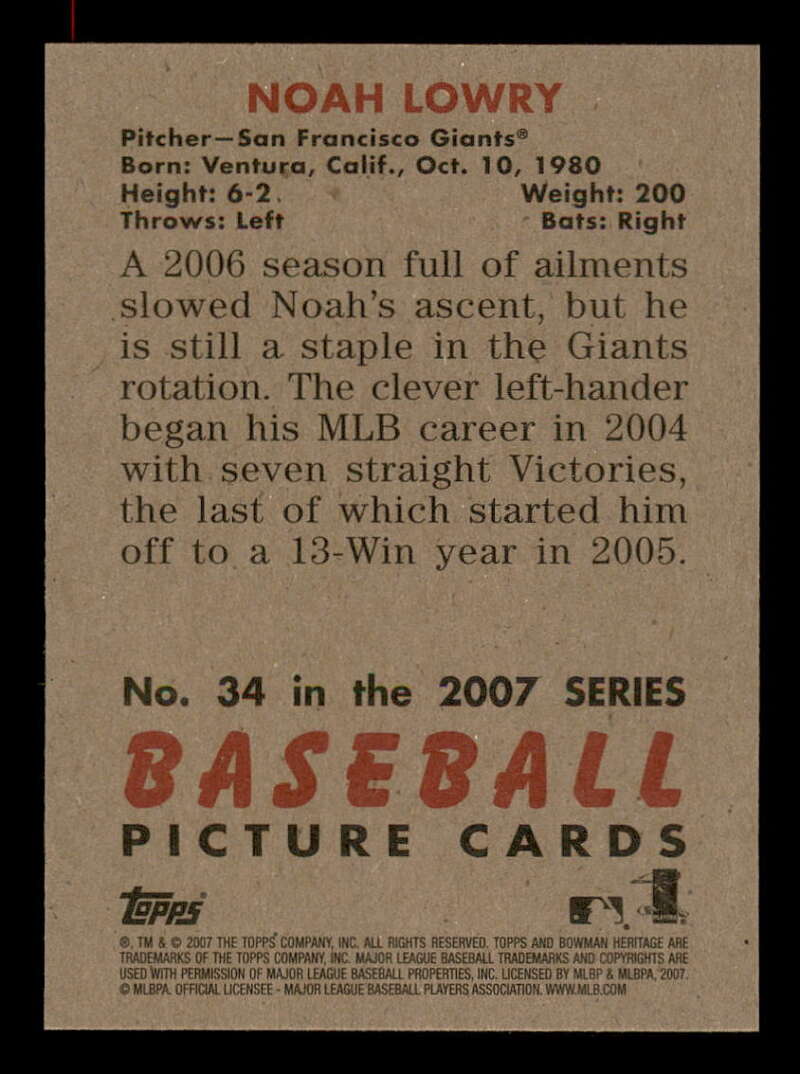 NOAH LOWRY
Pitcher—San Francisco Giants®
Born: Ventura, Calif., Oct. 10, 1980
Height: 6-2 Weight: 200
Throws: Left Bats: Right
A 2006 season full of ailments
slowed Noah's ascent, but he
is still a staple in the Giants
rotation. The clever left-hander
began his MLB career in 2004
with seven straight Victories,
the last of which started him
off to a 13-Win year in 2005.
No. 34 in the 2007 SERIES
BASEBALL
PICTURE CARDS
Topps
®, TM & © 2007 THE TOPPS COMPANY, INC. ALL RIGHTS RESERVED. TOPPS AND BOWMAN HERITAGE ARE
TRADEMARKS OF THE TOPPS COMPANY, INC. MAJOR LEAGUE BASEBALL TRADEMARKS AND COPYRIGHTS ARE
USED WITH PERMISSION OF MAJOR LEAGUE BASEBALL PROPERTIES, INC. LICENSED BY MLBP & MLBPA, 2007.
© MLBPA. OFFICIAL LICENSEE - MAJOR LEAGUE BASEBALL PLAYERS ASSOCIATION. WWW.MLB.COM